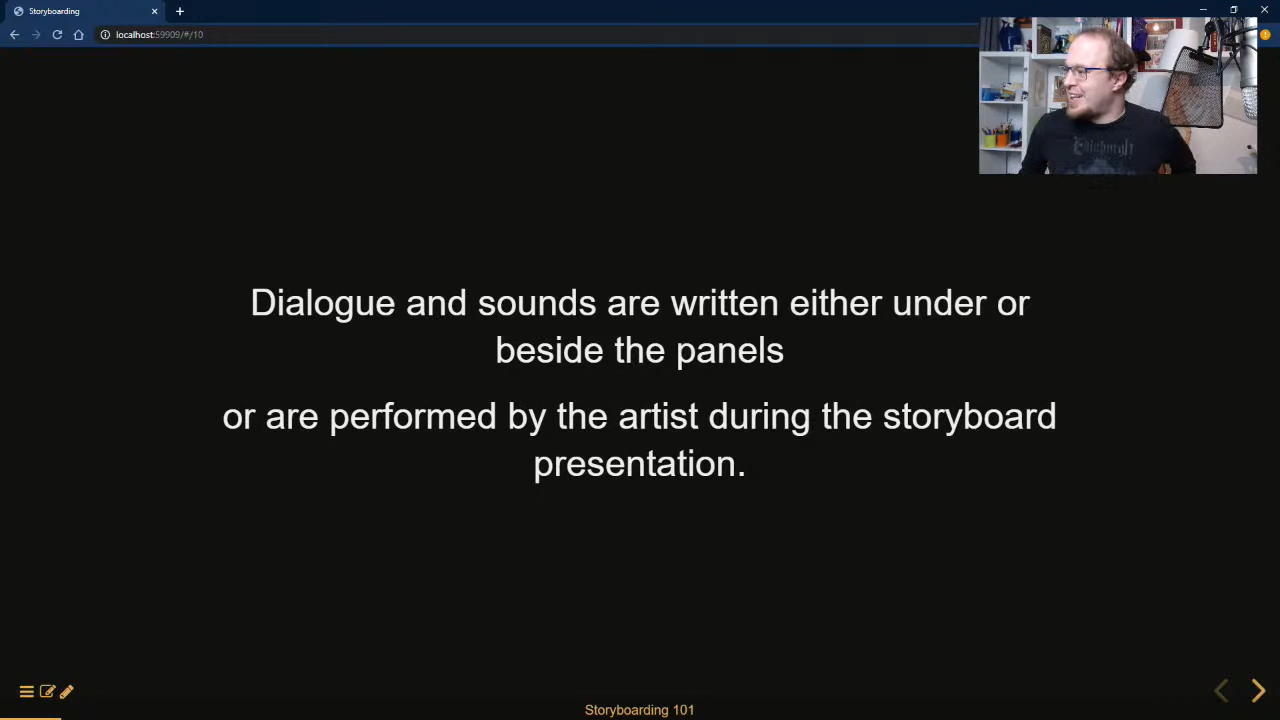 Storyboarding
localhost:59909/#/10
Edinburgh
Dialogue and sounds are written either under or
beside the panels
or are performed by the artist during the storyboard
presentation.
Storyboarding 101